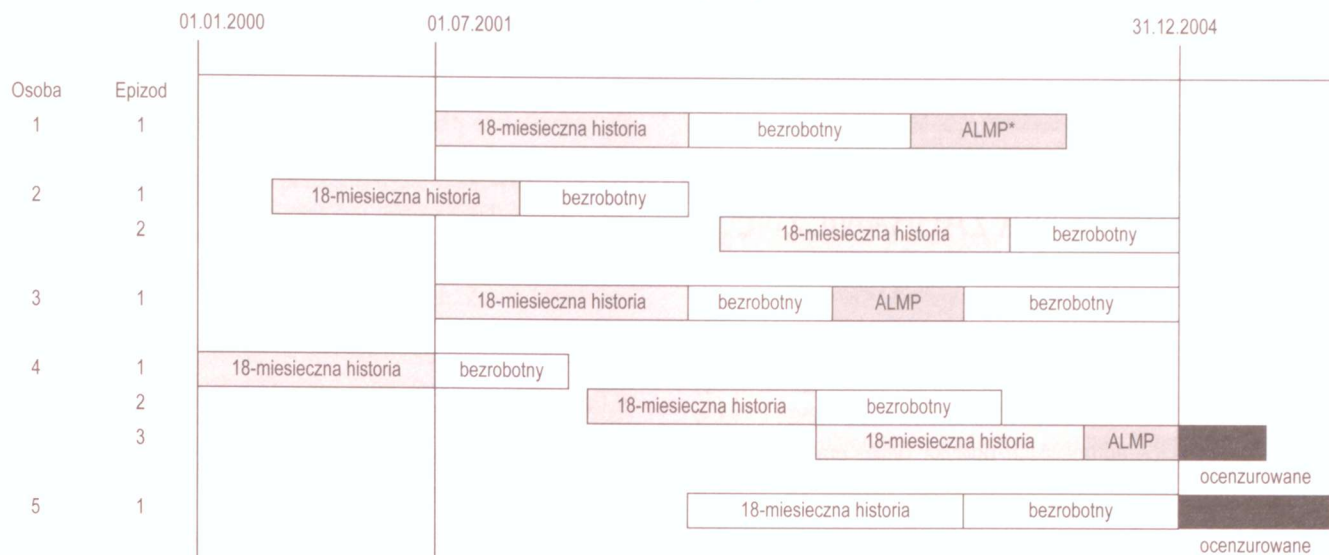 01.01.2000 01.07.2001 31.12.2004
Osoba Epizod
1 1 18-miesieczna historia bezrobotny ALMP*
2 1 18-miesieczna historia bezrobotny
2 18-miesieczna historia bezrobotny
3 1 18-miesieczna historia bezrobotny ALMP bezrobotny
4 1 18-miesieczna historia bezrobotny
2 18-miesieczna historia bezrobotny
3 18-miesieczna historia ALMP
ocenzurowane
5 1 18-miesieczna historia bezrobotny
ocenzurowane